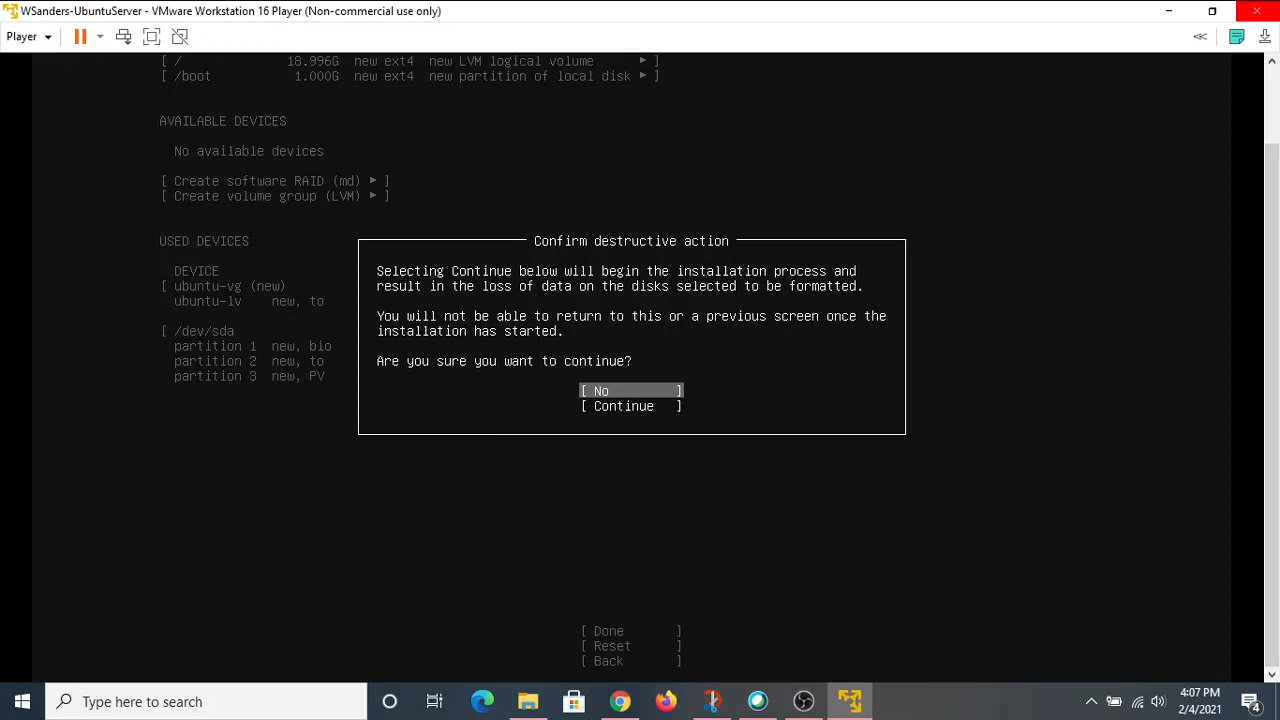 WSanders-UbuntuServer - VMware Workstation 16 Player (Non-commercial use only)
Player
[ / 18.996G new ext4 new LVM logical volume ▸ ]
[ /boot 1.000G new ext4 new partition of local disk ▸ ]
AVAILABLE DEVICES
No available devices
[ Create software RAID (md) ▸ ]
[ Create volume group (LVM) ▸ ]
USED DEVICES
DEVICE
[ ubuntu-vg (new)
ubuntu-lv new, to
[ /dev/sda
partition 1 new, bio
partition 2 new, to
partition 3 new, PV
Confirm destructive action
Selecting Continue below will begin the installation process and
result in the loss of data on the disks selected to be formatted.
You will not be able to return to this or a previous screen once the
installation has started.
Are you sure you want to continue?
[ No ]
[ Continue ]
[ Done ]
[ Reset ]
[ Back ]
Type here to search
4:07 PM
2/4/2021
4